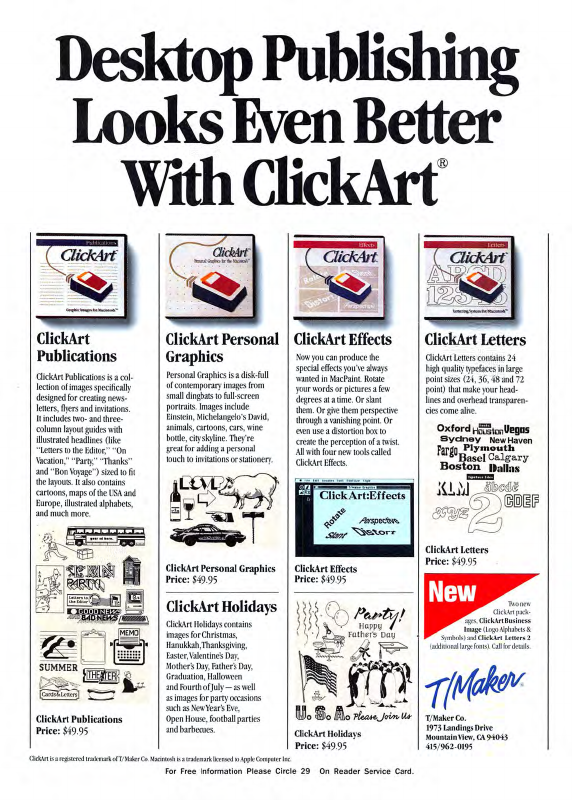 Desktop Publishing
Looks Even Better
With ClickArt®
Publications
ClickArt
Graphic Images for Macintosh™
ClickArt
Publications
ClickArt Publications is a col-
lection of images specifically
designed for creating news-
letters, flyers and invitations.
It includes two- and three-
column layout guides with
illustrated headlines (like
"Letters to the Editor," "On
Vacation," "Party," "Thanks"
and "Bon Voyage") sized to fit
the layouts. It also contains
cartoons, maps of the USA and
Europe, illustrated alphabets,
and much more.
PARTY
Letters to
the Editor
GOOD NEWS
BAD NEWS
MEMO
SUMMER
THEATER
Cards & Letters
ClickArt Publications
Price: $49.95
ClickArt
Personal Graphics for the Macintosh™
ClickArt Personal
Graphics
Personal Graphics is a disk-full
of contemporary images from
small dingbats to full-screen
portraits. Images include
Einstein, Michelangelo's David,
animals, cartoons, cars, wine
bottle, city skyline. They're
great for adding a personal
touch to invitations or stationery.
LOVE
ClickArt Personal Graphics
Price: $49.95
ClickArt Holidays
ClickArt Holidays contains
images for Christmas,
Hanukkah,Thanksgiving,
Easter,Valentine's Day,
Mother's Day, Father's Day,
Graduation, Halloween
and Fourth of July — as well
as images for party occasions
such as New Year's Eve,
Open House, football parties
and barbecues.
Effects
ClickArt
ClickArt Effects
Now you can produce the
special effects you've always
wanted in MacPaint. Rotate
your words or pictures a few
degrees at a time. Or slant
them. Or give them perspective
through a vanishing point. Or
even use a distortion box to
create the perception of a twist.
All with four new tools called
ClickArt Effects.
ClickArt:Effects
Rotate
Perspective
Slant
Distort
ClickArt Effects
Price: $49.95
Party!
Happy
Father's Day
U.S.A.
Please Join Us
ClickArt Holidays
Price: $49.95
Letters
ClickArt
ABCD
1234
Lettering Systems for Macintosh™
ClickArt Letters
ClickArt Letters contains 24
high quality typefaces in large
point sizes (24, 36, 48 and 72
point) that make your head-
lines and overhead transparen-
cies come alive.
Oxford Houston Vegas
Sydney New Haven
Fargo Plymouth
Basel Calgary
Boston Dallas
KLM abcdē
XYZ 2 CDEF
ClickArt Letters
Price: $49.95
New
Two new
ClickArt pack-
ages, ClickArt Business
Image (Logo Alphabets &
Symbols) and ClickArt Letters 2
(additional large fonts). Call for details.
T/Maker
T/Maker Co.
1973 Landings Drive
Mountain View, CA 94043
415/962-0195
ClickArt is a registered trademark of T/Maker Co. Macintosh is a trademark licensed to Apple Computer Inc.
For Free Information Please Circle 29 On Reader Service Card.